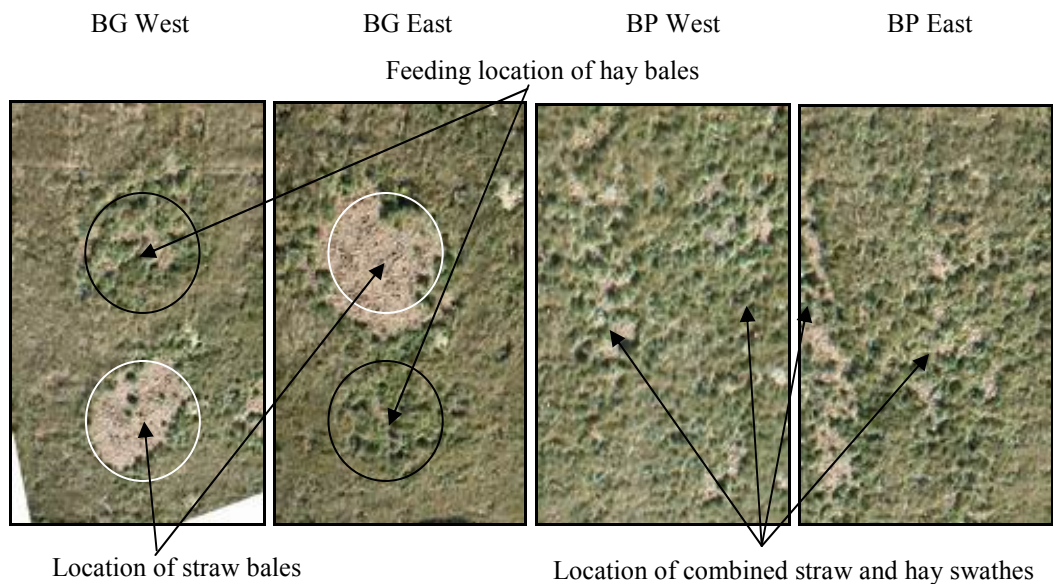 BG West BG East BP West BP East
Feeding location of hay bales
Location of straw bales Location of combined straw and hay swathes